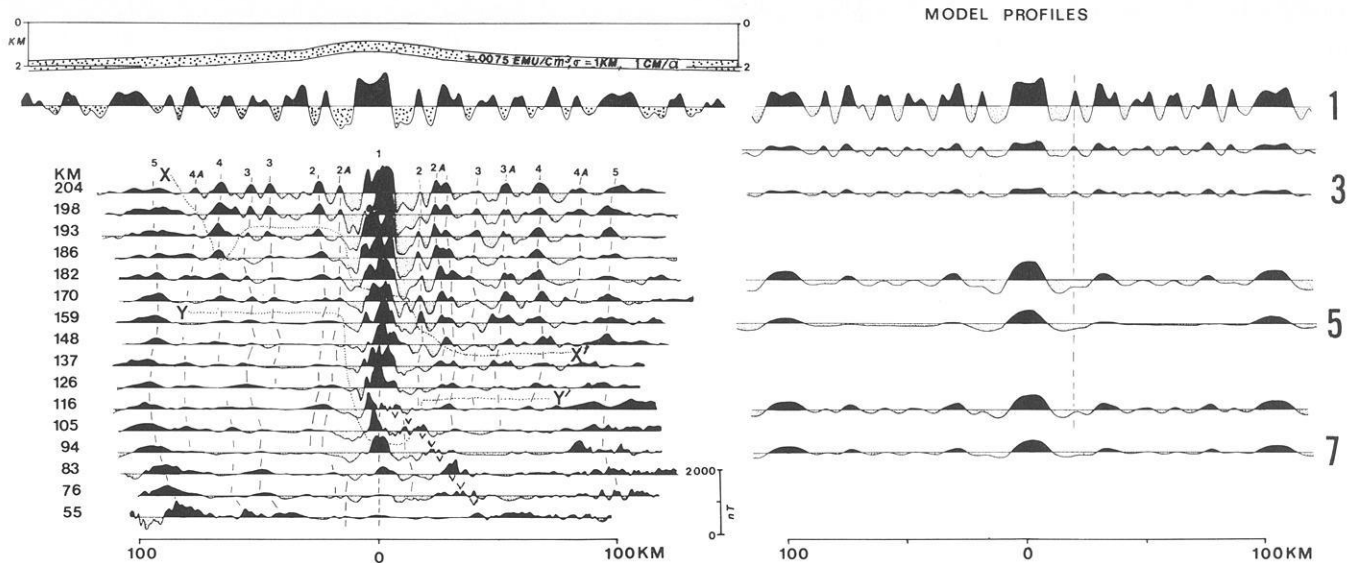 MODEL PROFILES
0
KM
2
0
2
± .0075 EMU/Cm³, σ = 1KM, 1 CM/a
1
3
5
7
1
5 X 4A 4 3 3 2 2A 2 2A 3 3A 4 4A 5
KM
204
198
193
186
182
170
159 Y
148
137 X'
126
116 Y'
105
94
83
76
55
2000
0
nT
100 0 100KM
100 0 100KM